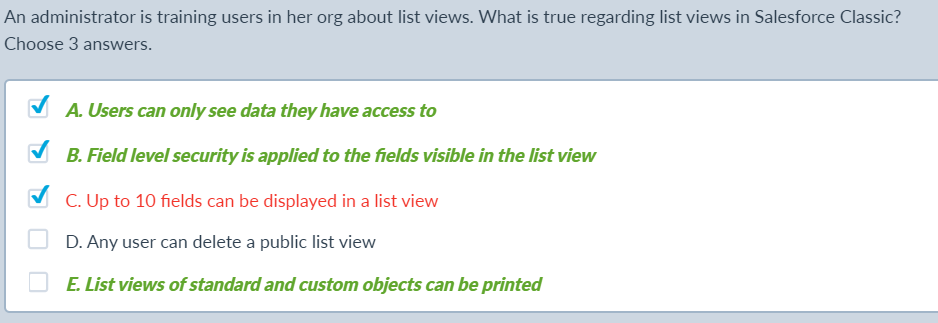 An administrator is training users in her org about list views. What is true regarding list views in Salesforce Classic?
Choose 3 answers.
A. Users can only see data they have access to
B. Field level security is applied to the fields visible in the list view
C. Up to 10 fields can be displayed in a list view
D. Any user can delete a public list view
E. List views of standard and custom objects can be printed